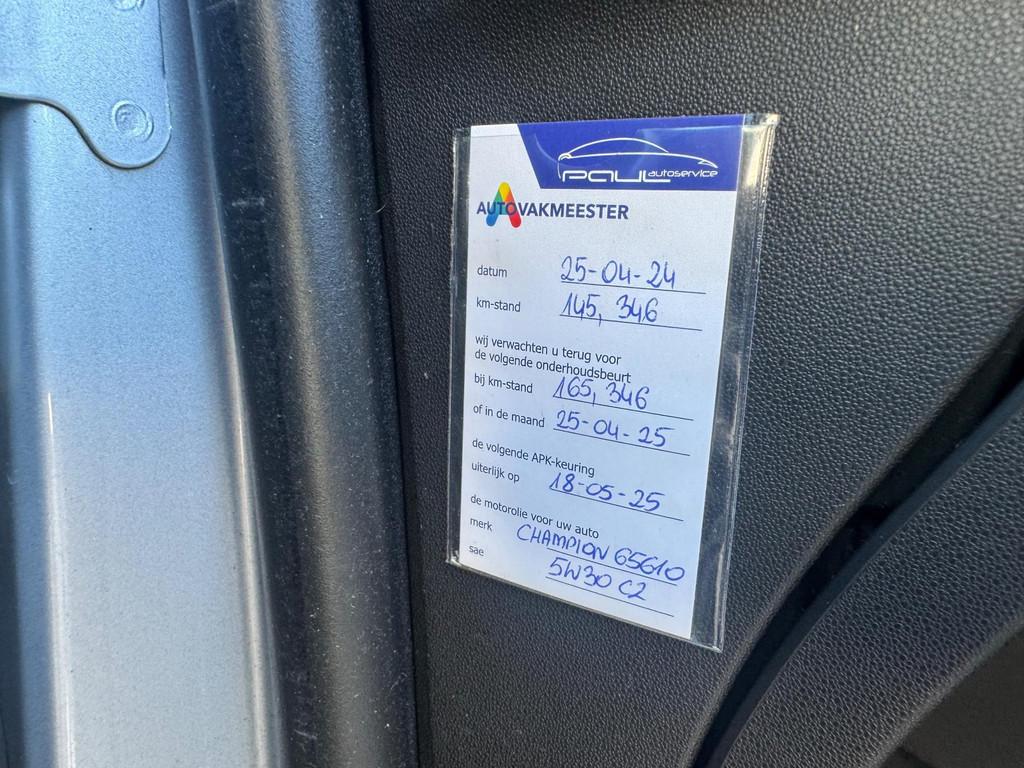 PAUL autoservice
AUTOVAKMEESTER
datum 25-04-24
km-stand 145, 346
wij verwachten u terug voor
de volgende onderhoudsbeurt
bij km-stand 165, 346
of in de maand 25-04-25
de volgende APK-keuring
uiterlijk op 18-05-25
de motorolie voor uw auto
merk CHAMPION 65610
sae 5W30 C2